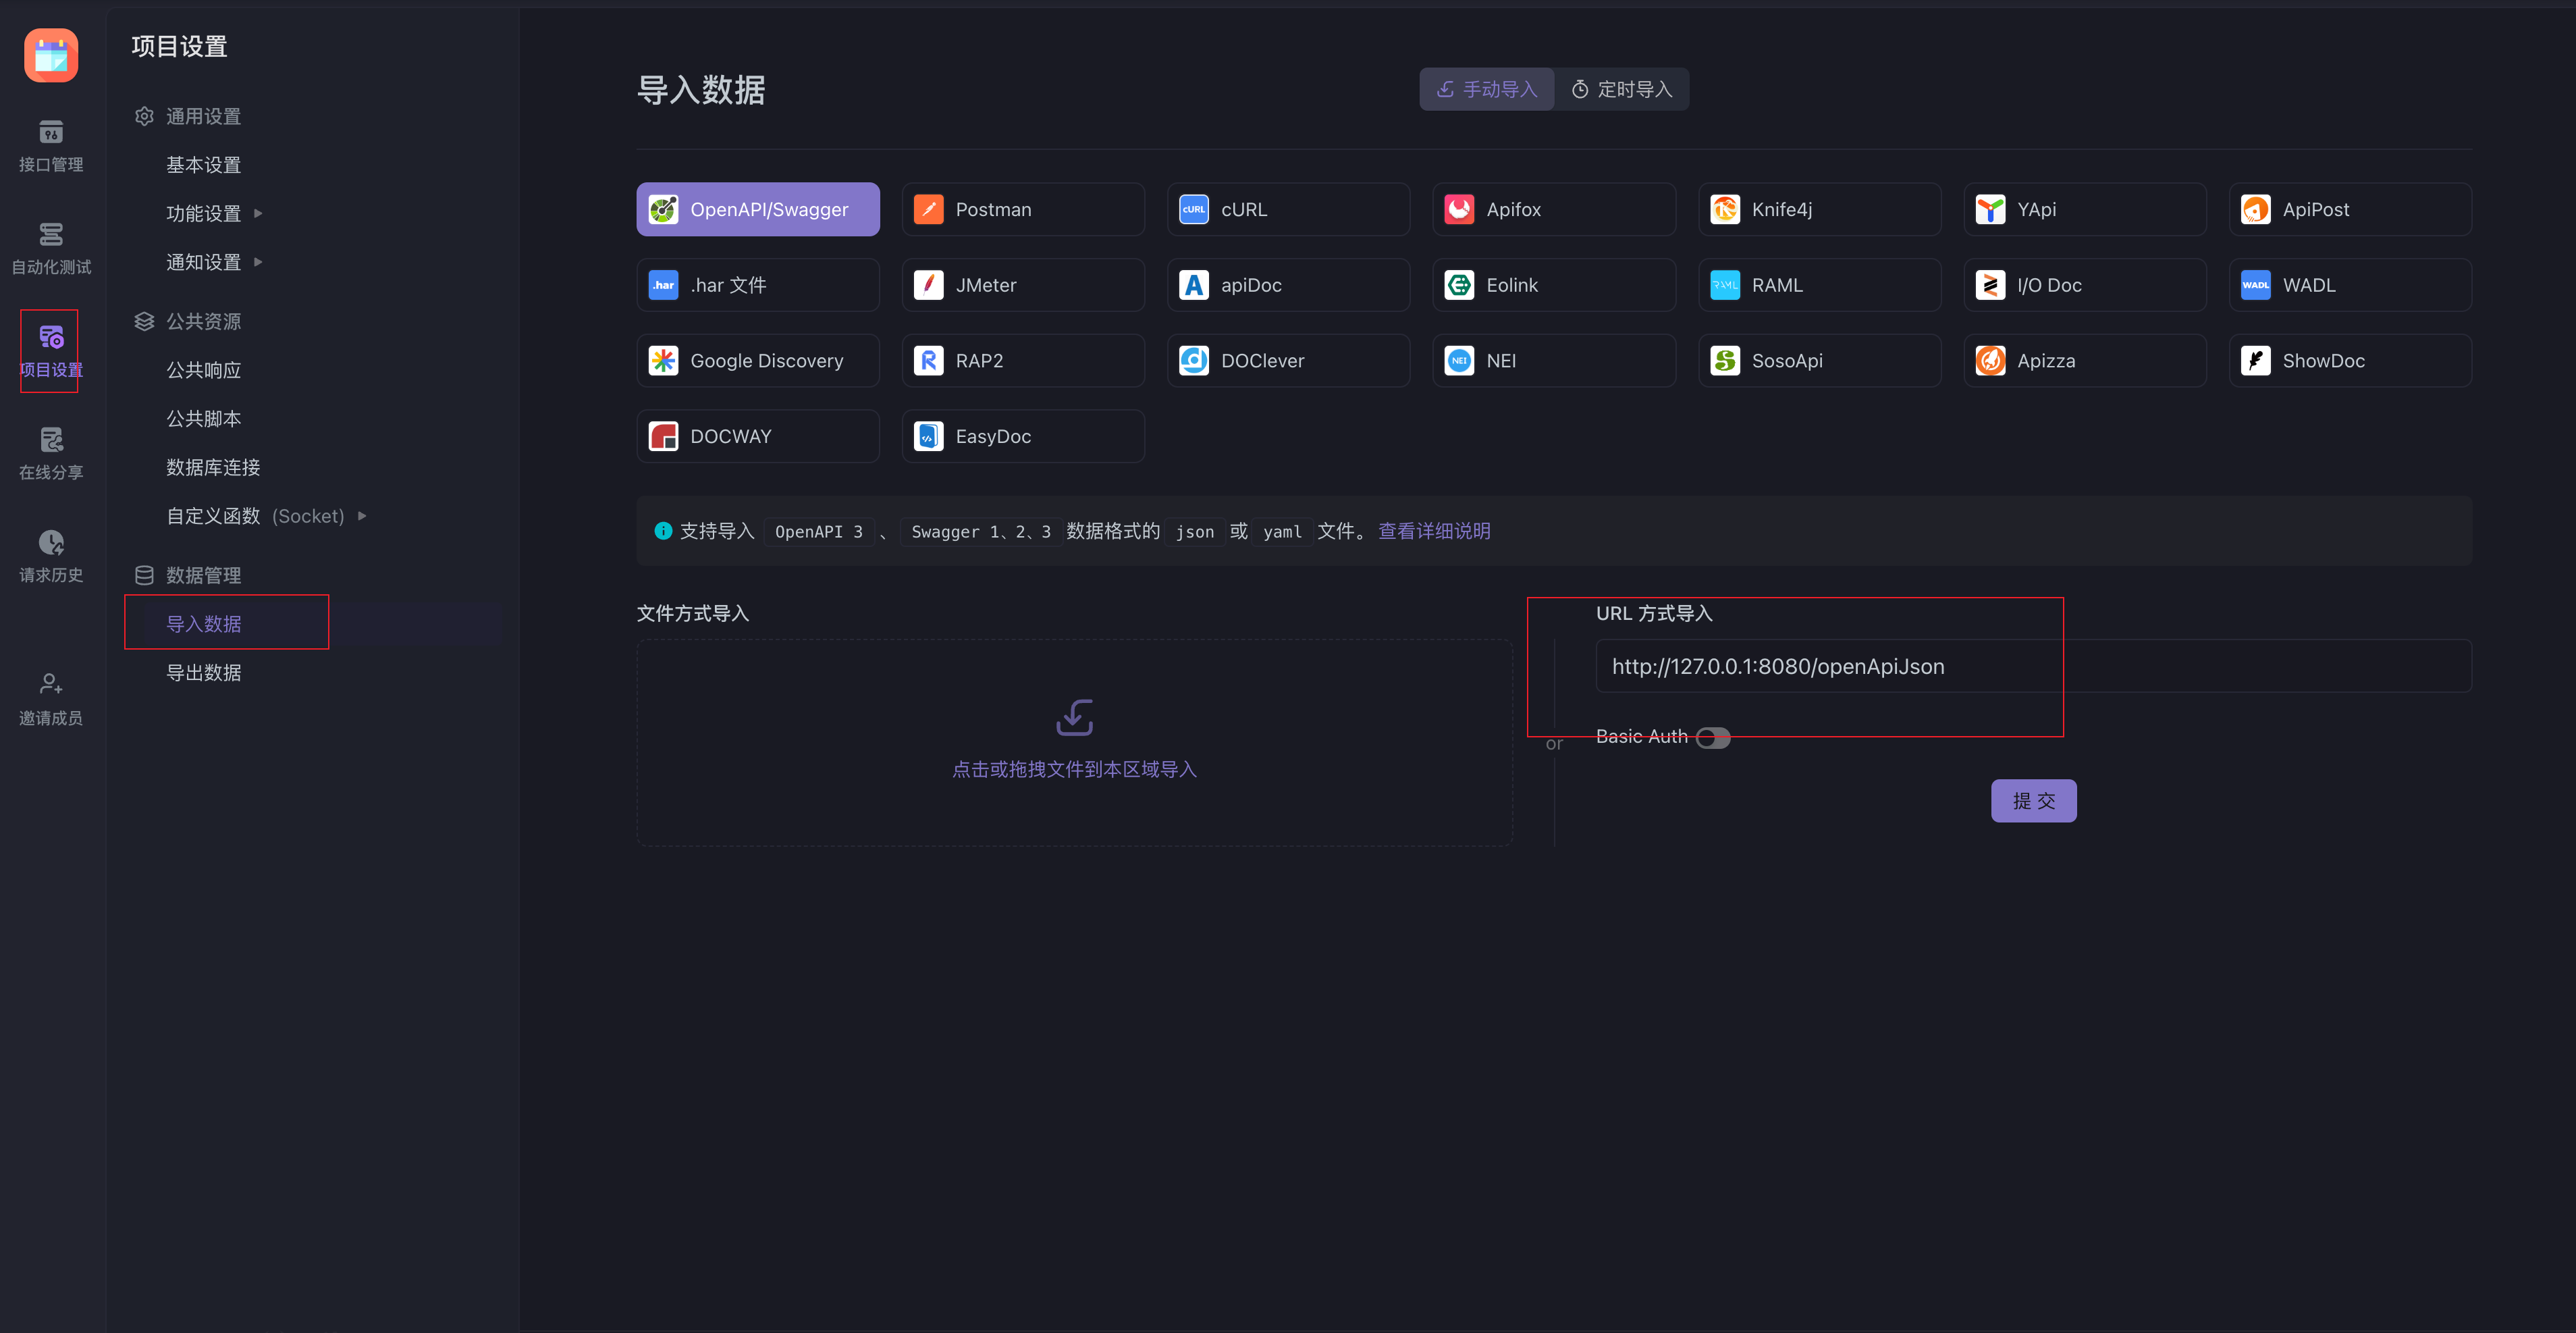 接口管理
自动化测试
项目设置
在线分享
请求历史
邀请成员
项目设置
通用设置
基本设置
功能设置
通知设置
公共资源
公共响应
公共脚本
数据库连接
自定义函数 (Socket)
数据管理
导入数据
导出数据
导入数据
手动导入 定时导入
OpenAPI/Swagger Postman cURL cURL Apifox Knife4j YApi ApiPost
.har .har 文件 JMeter apiDoc Eolink RAML RAML I/O Doc WADL WADL
Google Discovery RAP2 DOClever NEI NEI SosoApi Apizza ShowDoc
DOCWAY EasyDoc
支持导入 OpenAPI 3 、 Swagger 1、2、3 数据格式的 json 或 yaml 文件。 查看详细说明
文件方式导入
点击或拖拽文件到本区域导入
or
URL 方式导入
http://127.0.0.1:8080/openApiJson
Basic Auth
提 交